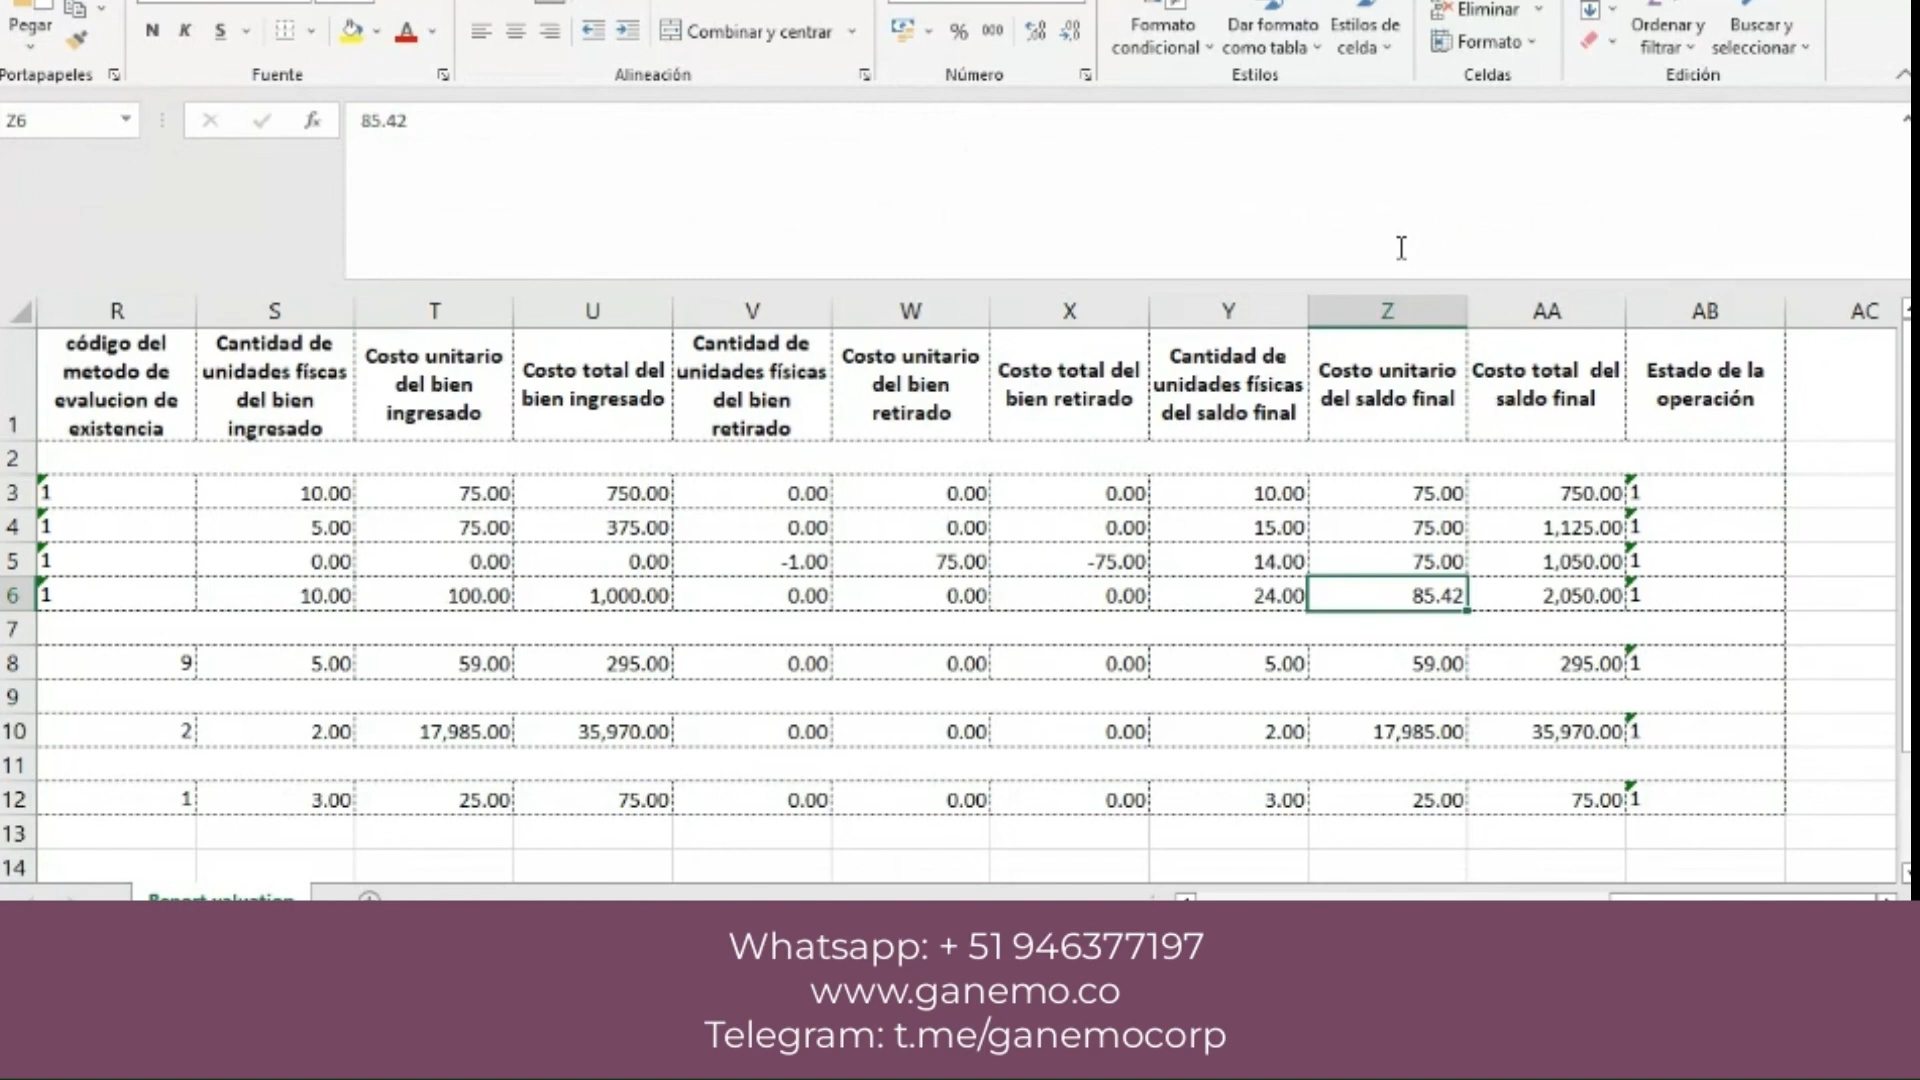 Pegar
N K S
A
Combinar y centrar
% 000
Formato condicional
Dar formato como tabla
Estilos de celda
Eliminar
Formato
Ordenar y filtrar
Buscar y seleccionar
Portapapeles Fuente Alineación Número Estilos Celdas Edición
Z6 fx 85.42
R S T U V W X Y Z AA AB AC
1 código del metodo de evalucion de existencia
Cantidad de unidades físcas del bien ingresado
Costo unitario del bien ingresado
Costo total del bien ingresado
Cantidad de unidades físicas del bien retirado
Costo unitario del bien retirado
Costo total del bien retirado
Cantidad de unidades físicas del saldo final
Costo unitario del saldo final
Costo total del saldo final
Estado de la operación
2
3 1 10.00 75.00 750.00 0.00 0.00 0.00 10.00 75.00 750.00 1
4 1 5.00 75.00 375.00 0.00 0.00 0.00 15.00 75.00 1,125.00 1
5 1 0.00 0.00 0.00 -1.00 75.00 -75.00 14.00 75.00 1,050.00 1
6 1 10.00 100.00 1,000.00 0.00 0.00 0.00 24.00 85.42 2,050.00 1
7
8 9 5.00 59.00 295.00 0.00 0.00 0.00 5.00 59.00 295.00 1
9
10 2 2.00 17,985.00 35,970.00 0.00 0.00 0.00 2.00 17,985.00 35,970.00 1
11
12 1 3.00 25.00 75.00 0.00 0.00 0.00 3.00 25.00 75.00 1
13
14
Report valuation
Whatsapp: + 51 946377197
www.ganemo.co
Telegram: t.me/ganemocorp